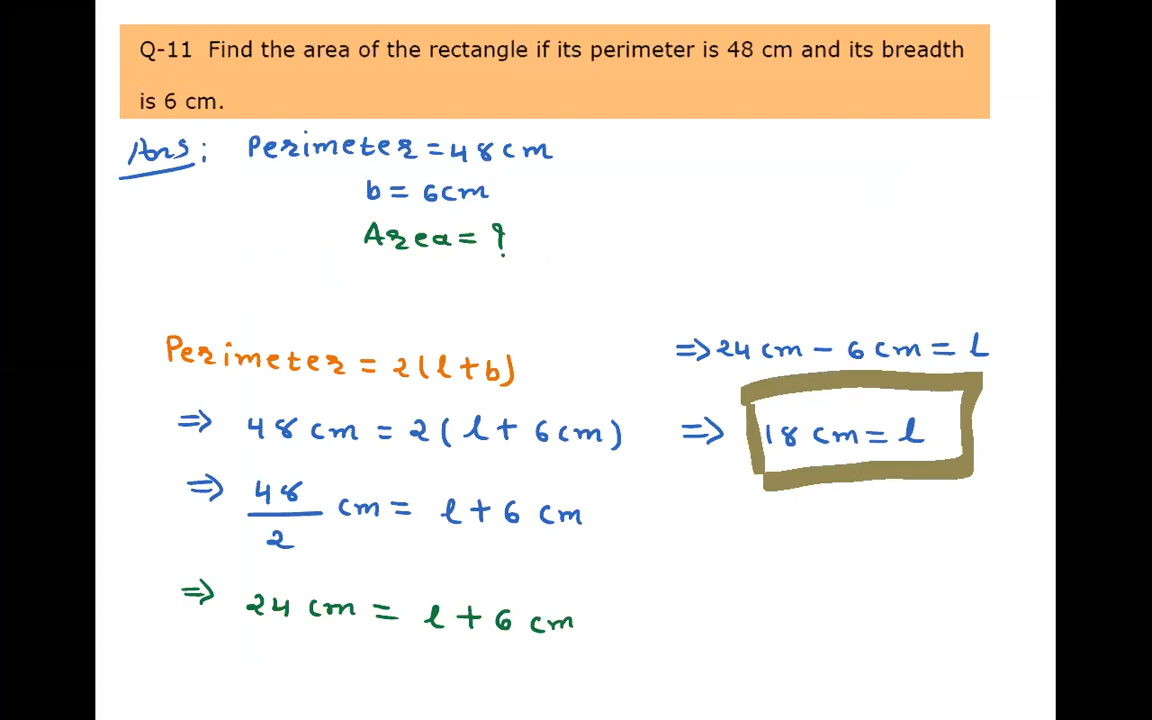 Q-11 Find the area of the rectangle if its perimeter is 48 cm and its breadth
is 6 cm.
Ans: Perimeter = 48 cm
b = 6 cm
Area = ?
Perimeter = 2(l+b)
⇒ 48 cm = 2(l + 6 cm)
⇒ 48/2 cm = l + 6 cm
⇒ 24 cm = l + 6 cm
⇒ 24 cm − 6 cm = L
⇒ 18 cm = l